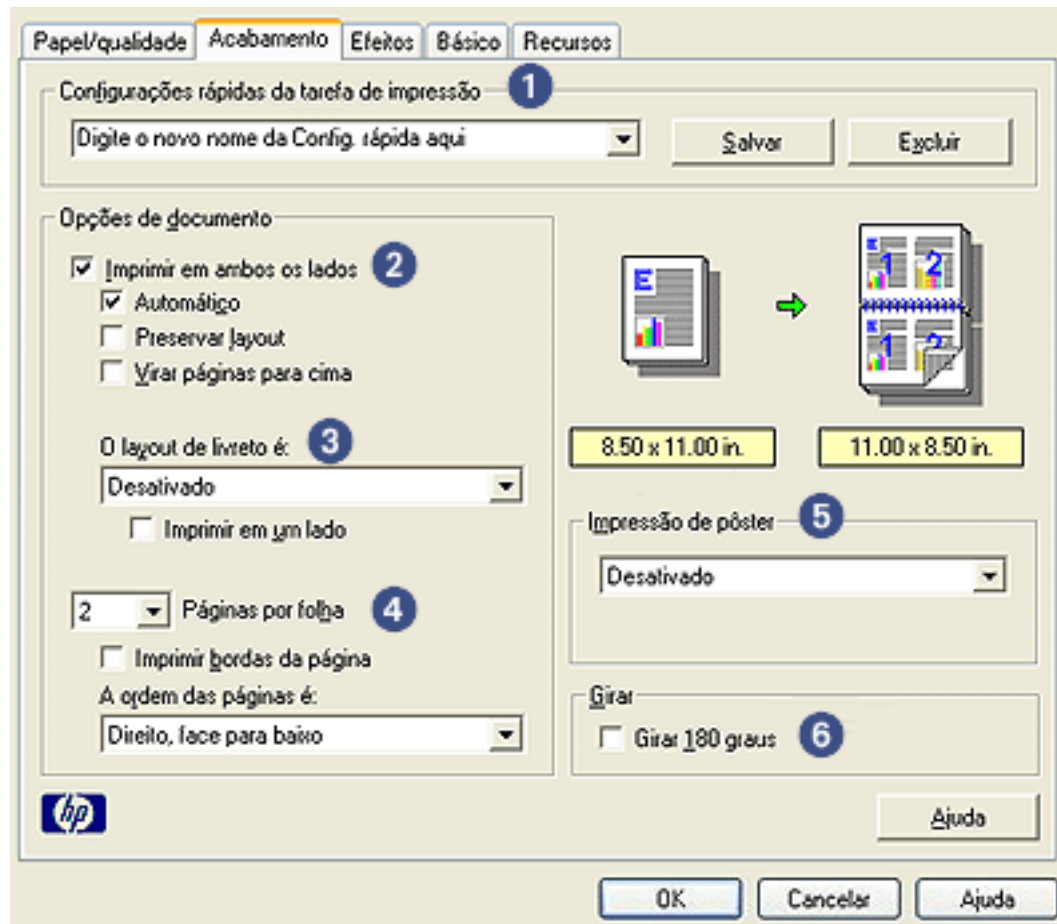 Papel/qualidade Acabamento Efeitos Básico Recursos
Configurações rápidas da tarefa de impressão 1
Digite o novo nome da Config. rápida aqui Salvar Excluir
Opções de documento
Imprimir em ambos os lados 2
Automático
Preservar layout
Virar páginas para cima
E
1 2
1 2
8.50 x 11.00 in. 11.00 x 8.50 in.
O layout de livreto é: 3
Desativado
Imprimir em um lado
2 Páginas por folha 4
Imprimir bordas da página
A ordem das páginas é:
Direito, face para baixo
Impressão de pôster 5
Desativado
Girar
Girar 180 graus 6
hp
Ajuda
OK Cancelar Ajuda